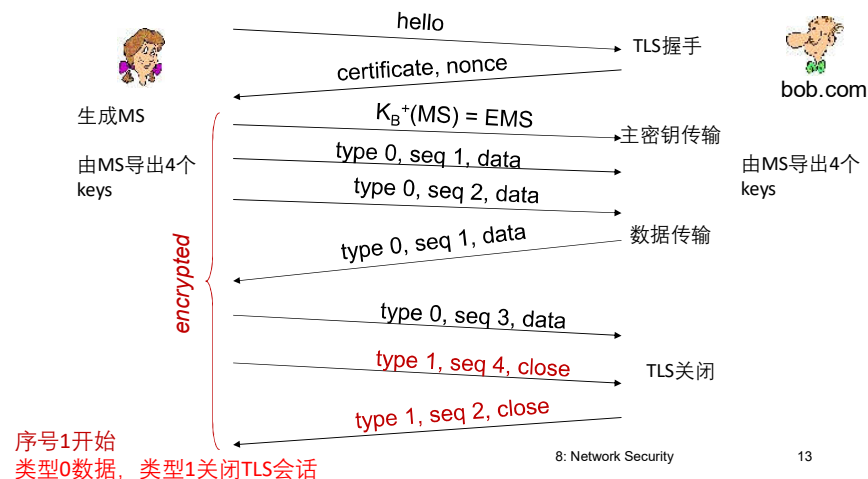 hello
TLS握手
certificate, nonce
bob.com
生成MS
K_B^+(MS) = EMS
主密钥传输
type 0, seq 1, data
由MS导出4个
keys
由MS导出4个
keys
type 0, seq 2, data
数据传输
type 0, seq 1, data
encrypted
type 0, seq 3, data
type 1, seq 4, close
TLS关闭
type 1, seq 2, close
序号1开始
类型0数据，类型1关闭TLS会话
8: Network Security
13